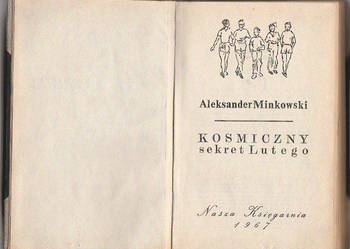 Aleksander Minkowski
KOSMICZNY
sekret Lutego
Nasza Księgarnia
1967